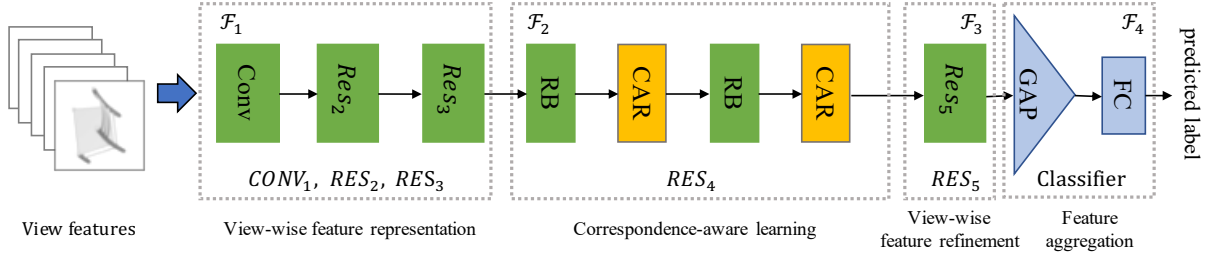 ℱ₁
Conv
Res₂
Res₃
CONV₁, RES₂, RES₃
ℱ₂
RB
CAR
RB
CAR
RES₄
ℱ₃
Res₅
RES₅
ℱ₄
GAP
FC
Classifier
predicted label
View features
View-wise feature representation
Correspondence-aware learning
View-wise
feature refinement
Feature
aggregation